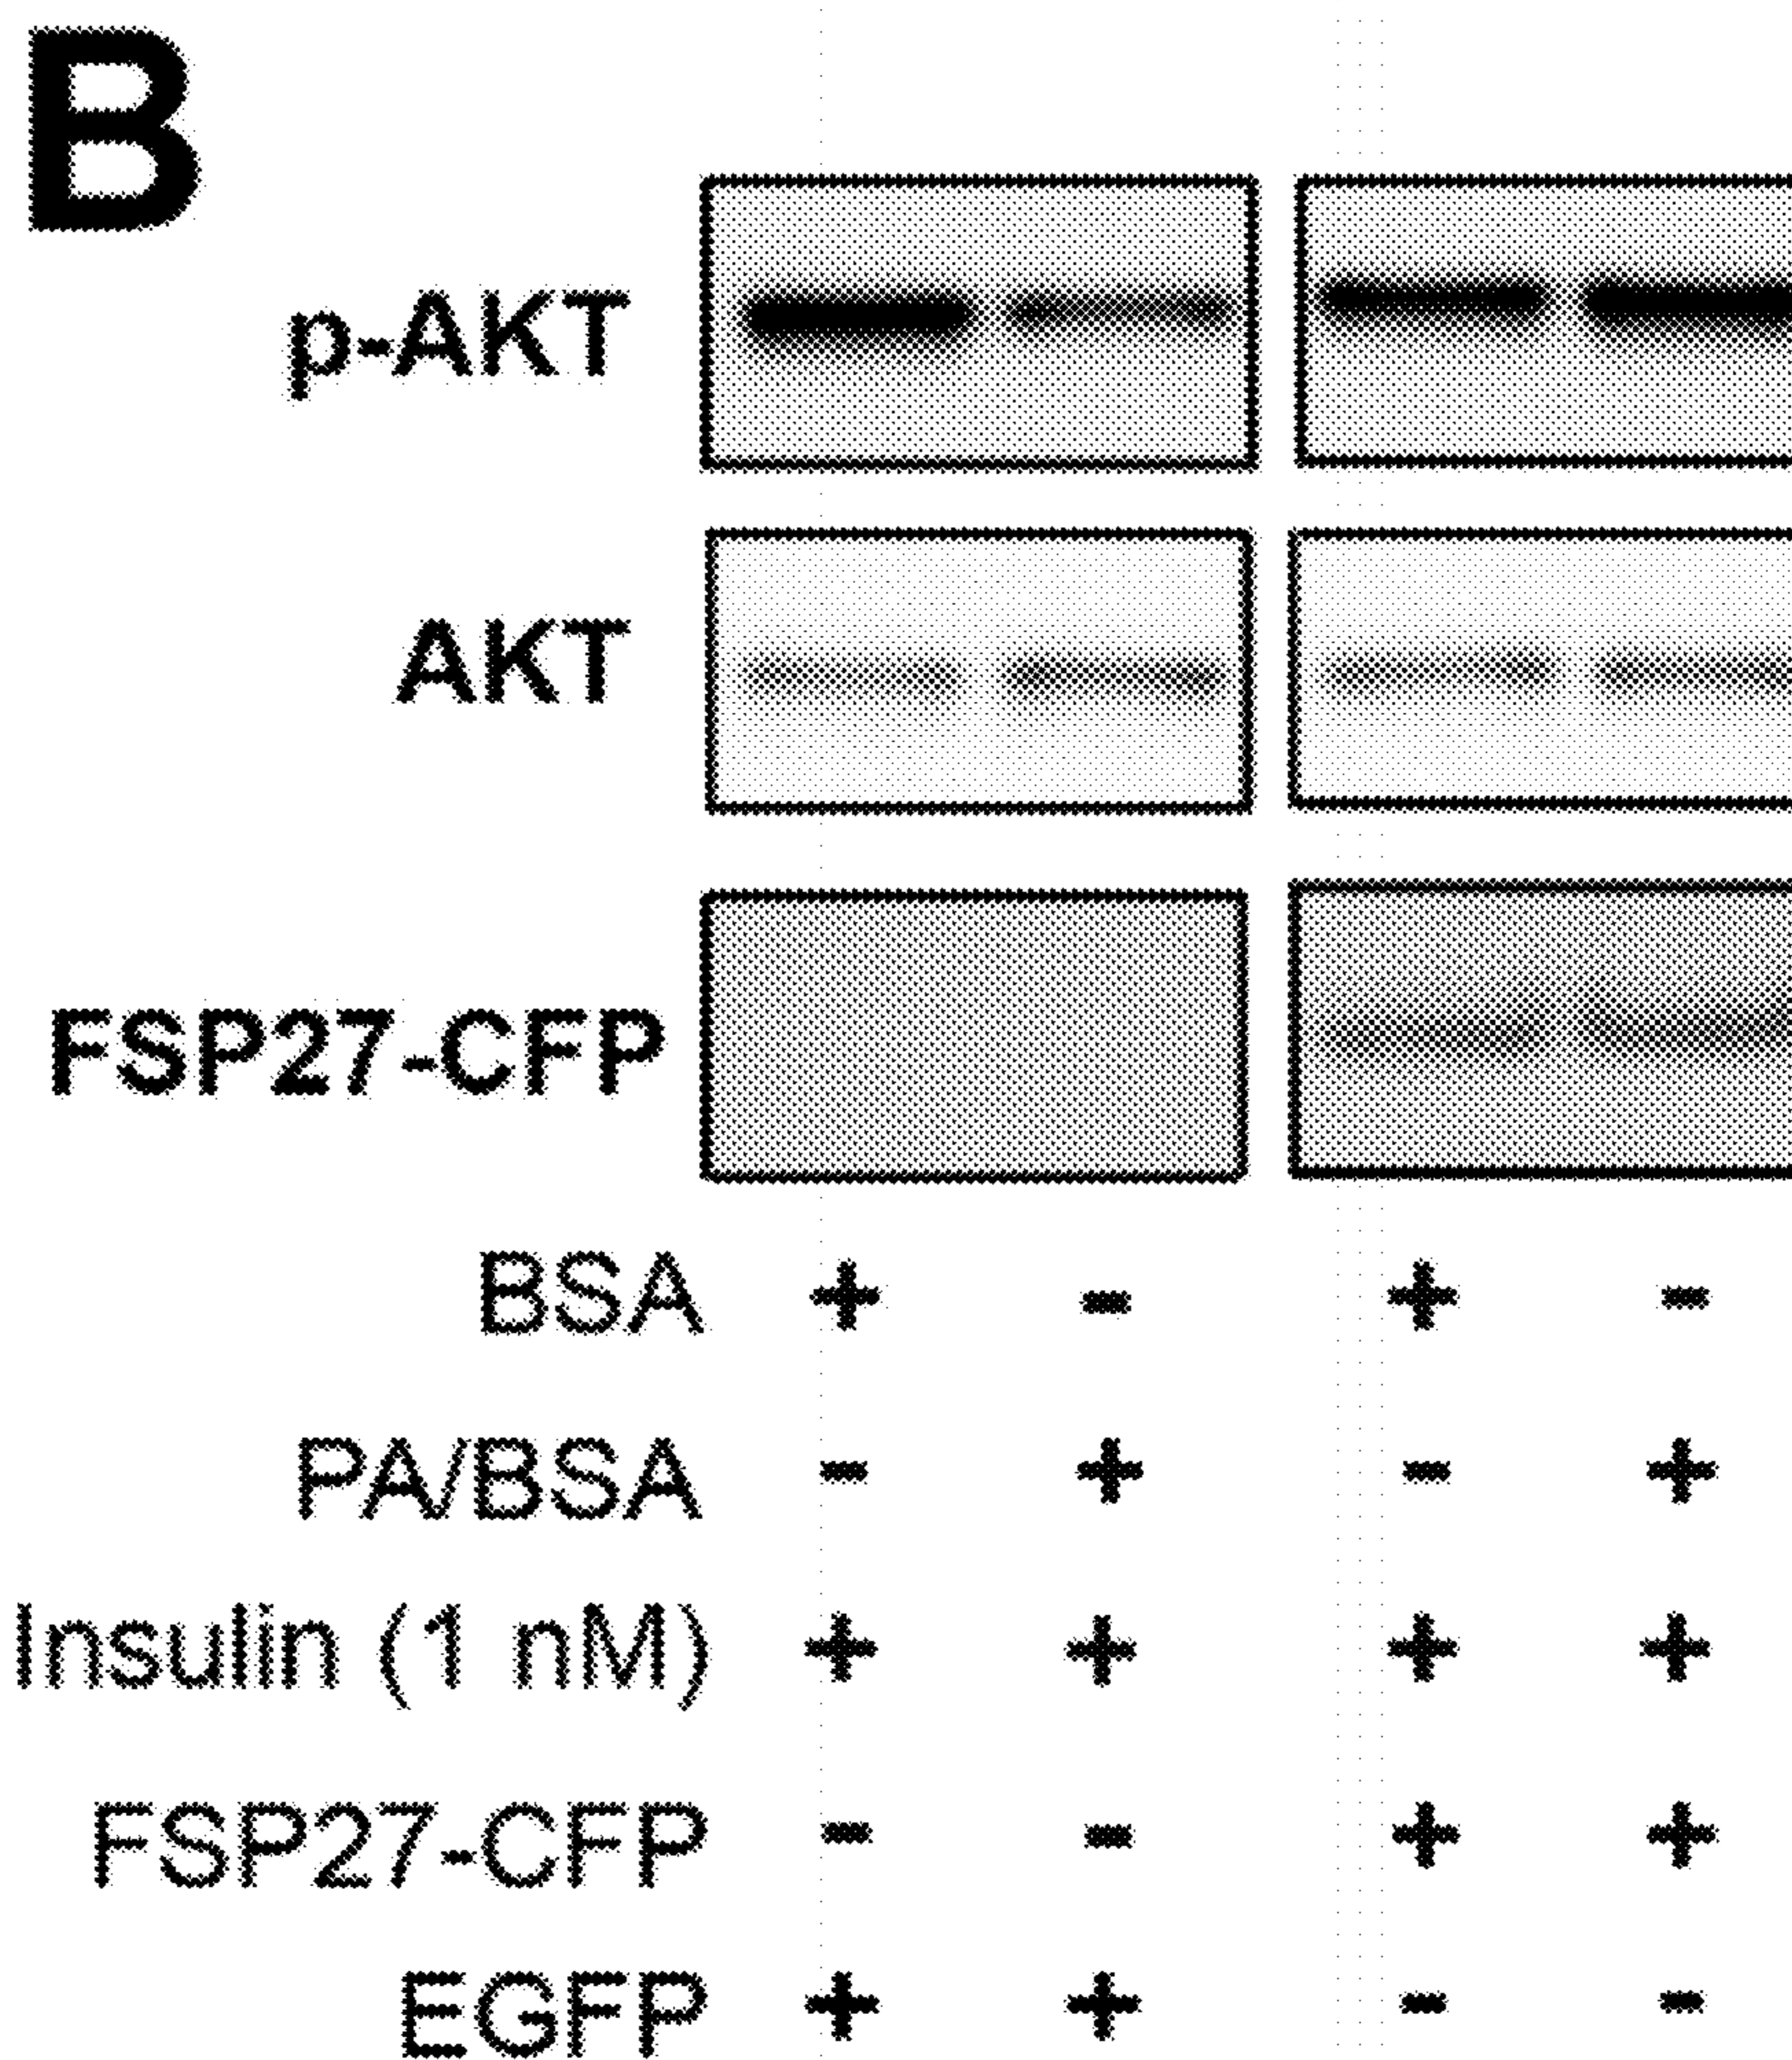 B
p-AKT
AKT
FSP27-CFP
BSA + - + -
PA/BSA - + - +
Insulin (1 nM) + + + +
FSP27-CFP - - + +
EGFP + + - -